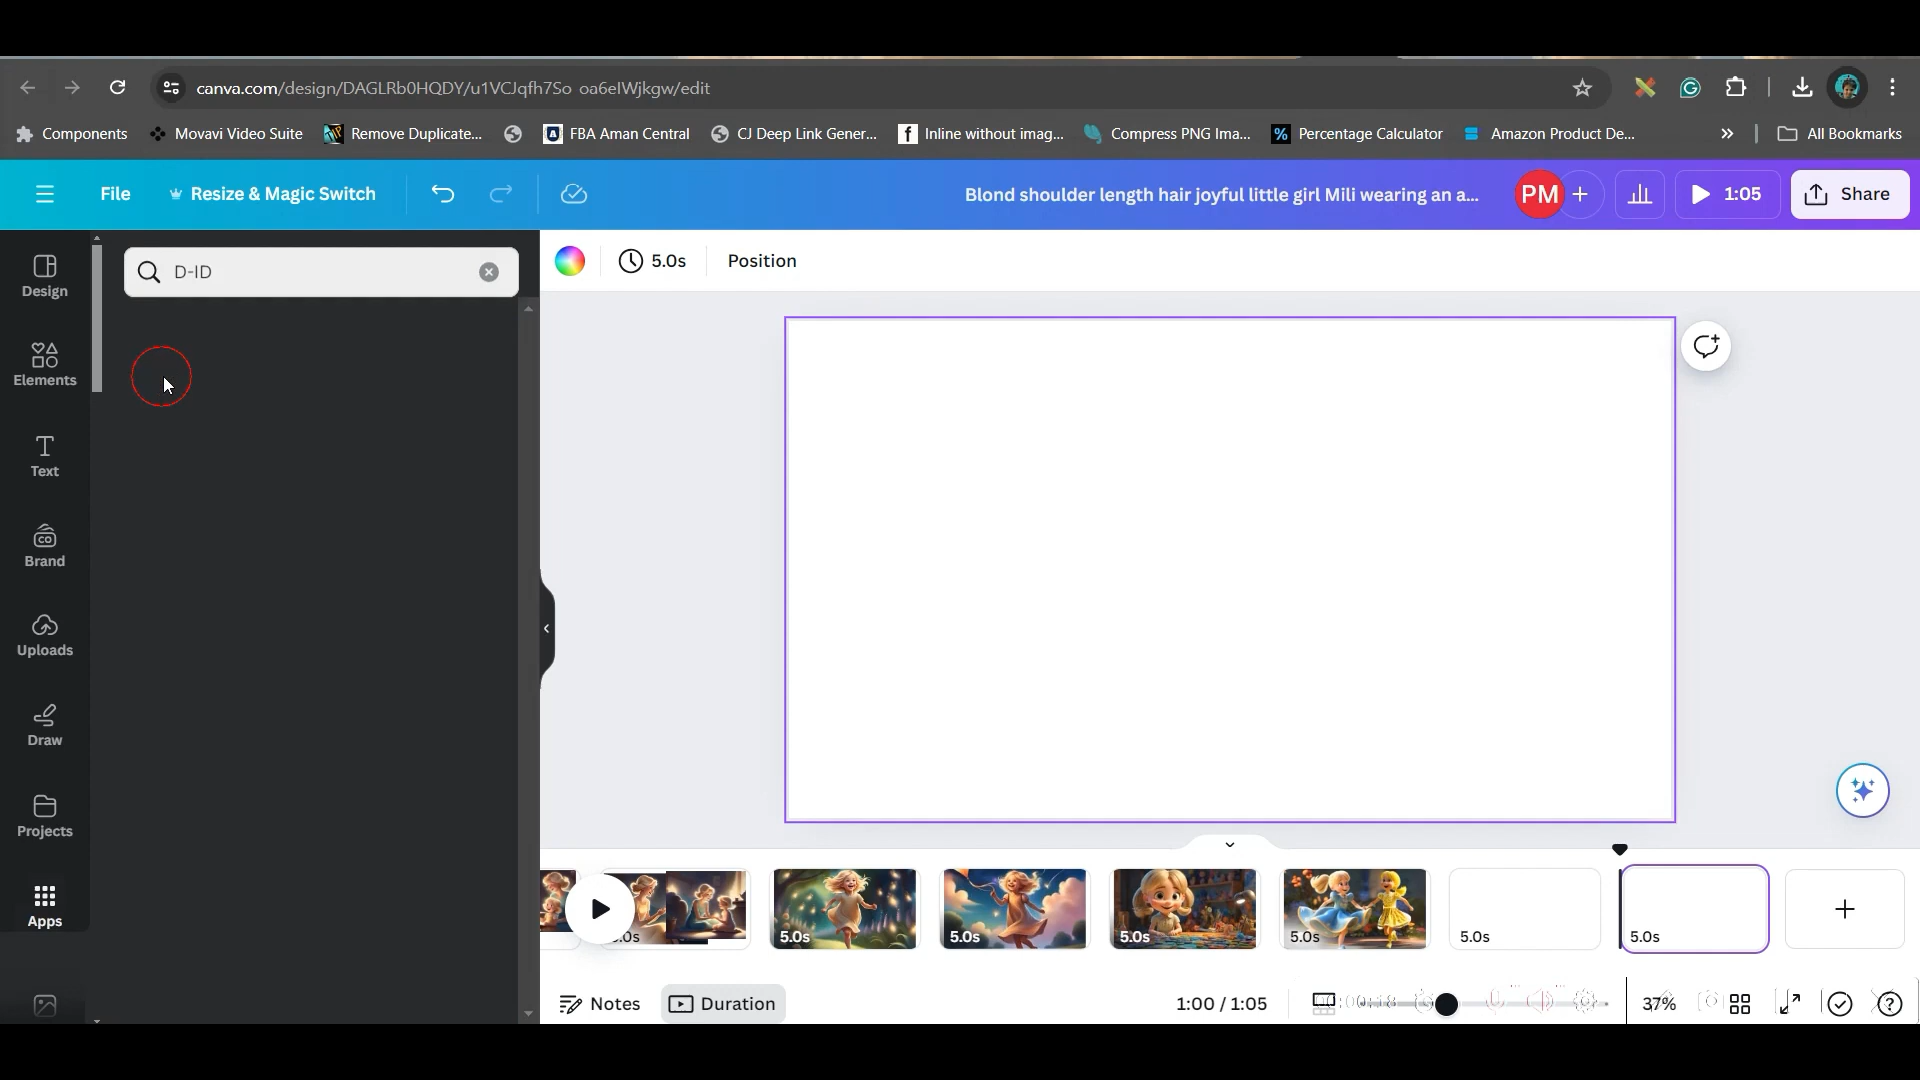 canva.com/design/DAGLRb0HQDY/u1VCJqfh7So_oa6eIWjkgw/edit
Components
Movavi Video Suite
Remove Duplicate...
FBA Aman Central
CJ Deep Link Gener...
Inline without imag...
Compress PNG Ima...
Percentage Calculator
Amazon Product De...
All Bookmarks
File
Resize & Magic Switch
Blond shoulder length hair joyful little girl Mili wearing an a...
PM
1:05
Share
Design
Elements
Text
Brand
Uploads
Draw
Projects
Apps
D-ID
5.0s
Position
5.0s
5.0s
5.0s
5.0s
5.0s
5.0s
Notes
Duration
1:00 / 1:05
37%